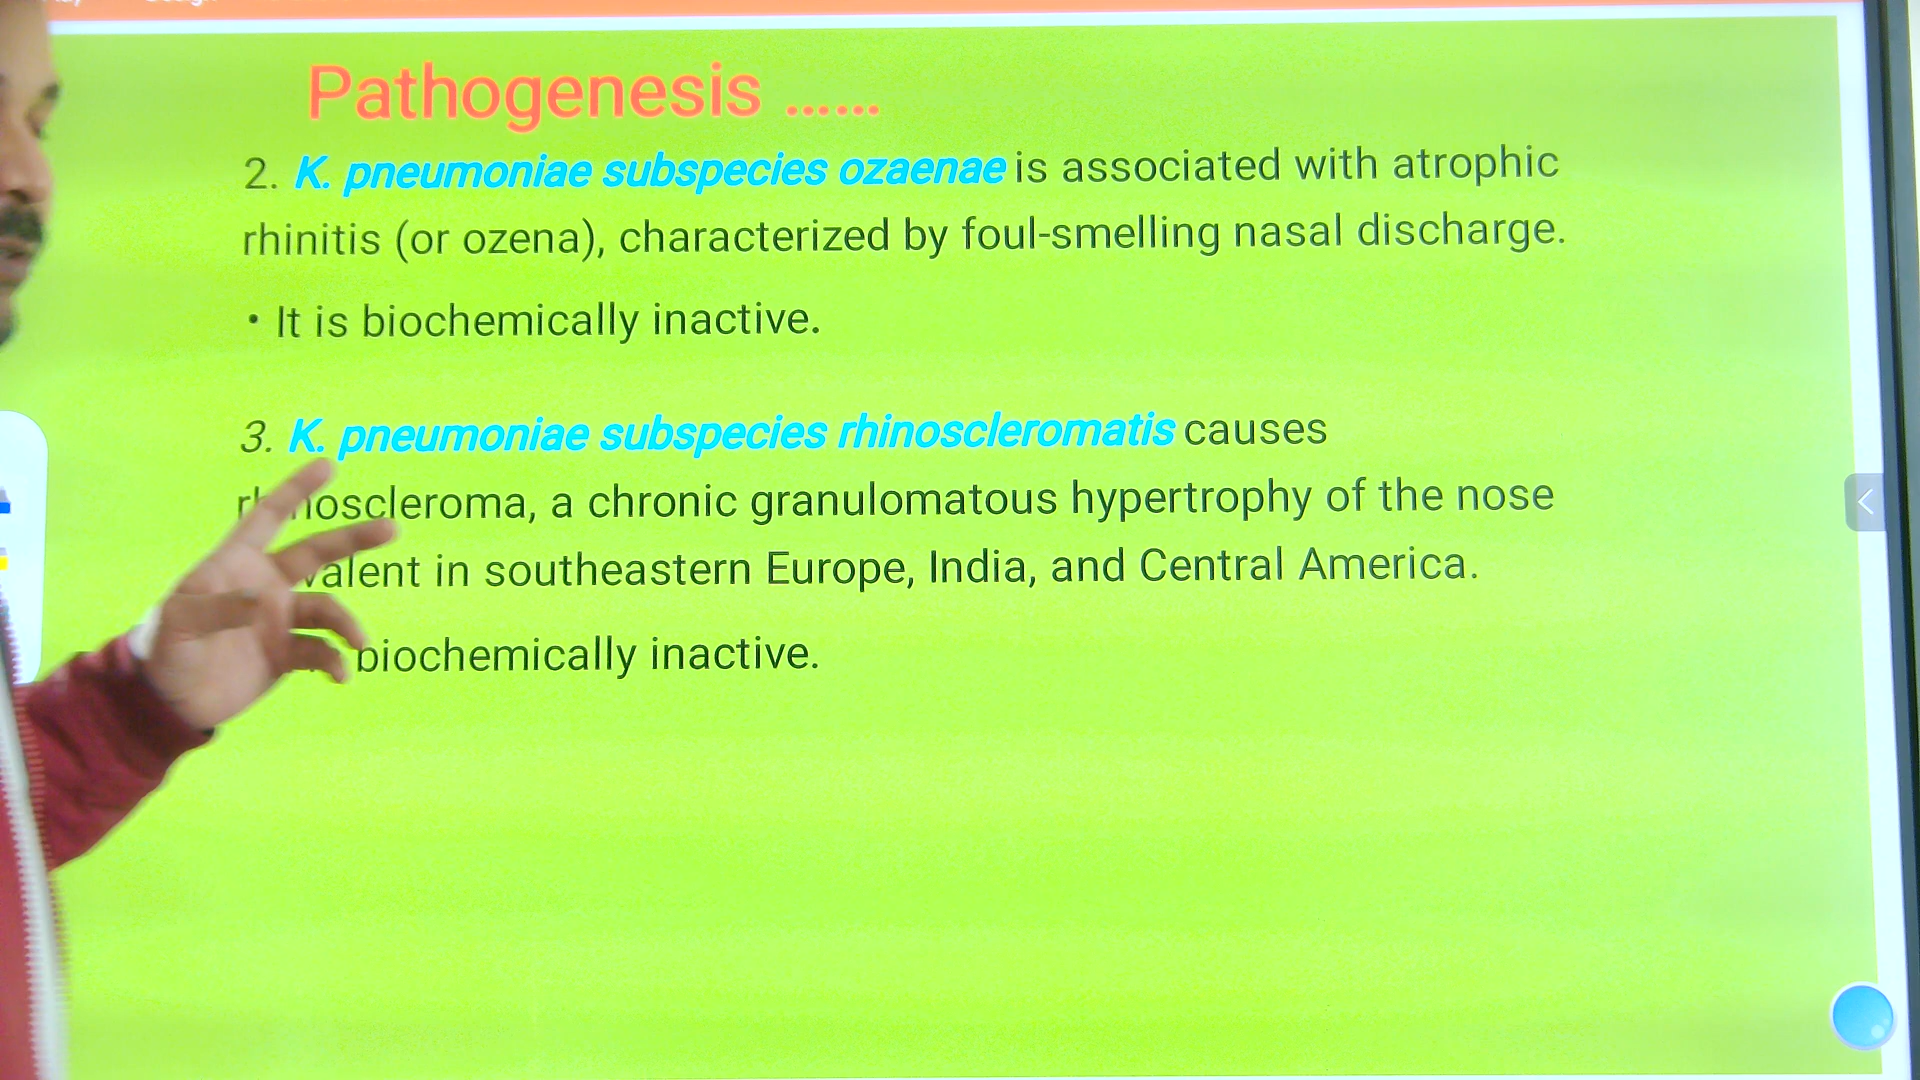 Pathogenesis ......
2. K. pneumoniae subspecies ozaenae is associated with atrophic
rhinitis (or ozena), characterized by foul-smelling nasal discharge.
• It is biochemically inactive.
3. K. pneumoniae subspecies rhinoscleromatis causes
a chronic granulomatous hypertrophy of the nose
in southeastern Europe, India, and Central America.
biochemically inactive.